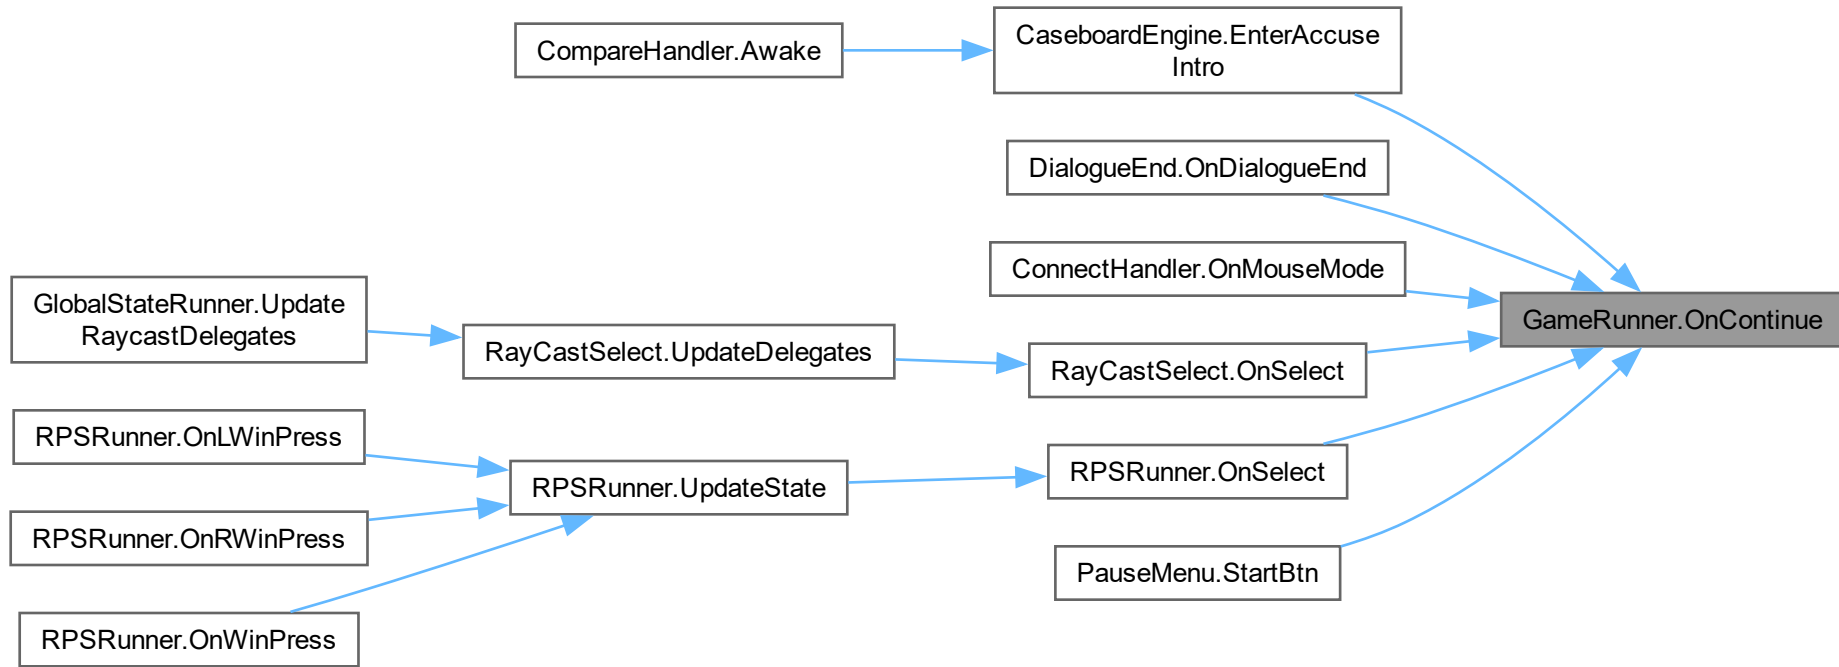 CompareHandler.Awake
CaseboardEngine.EnterAccuse
Intro
DialogueEnd.OnDialogueEnd
ConnectHandler.OnMouseMode
GlobalStateRunner.Update
RaycastDelegates
GameRunner.OnContinue
RayCastSelect.UpdateDelegates
RayCastSelect.OnSelect
RPSRunner.OnLWinPress
RPSRunner.OnSelect
RPSRunner.UpdateState
RPSRunner.OnRWinPress
PauseMenu.StartBtn
RPSRunner.OnWinPress